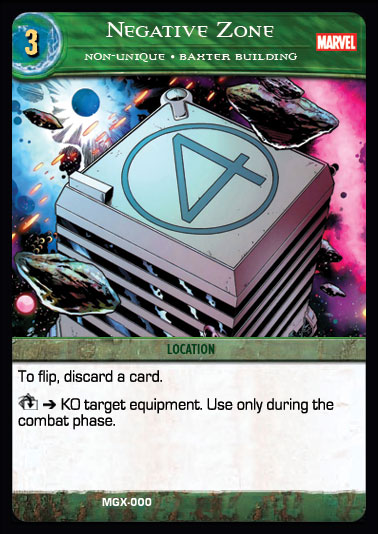 Negative Zone
3
MARVEL
Non-Unique • Baxter Building
4
LOCATION
To flip, discard a card.
➔ KO target equipment. Use only during the
combat phase.
MGX-000